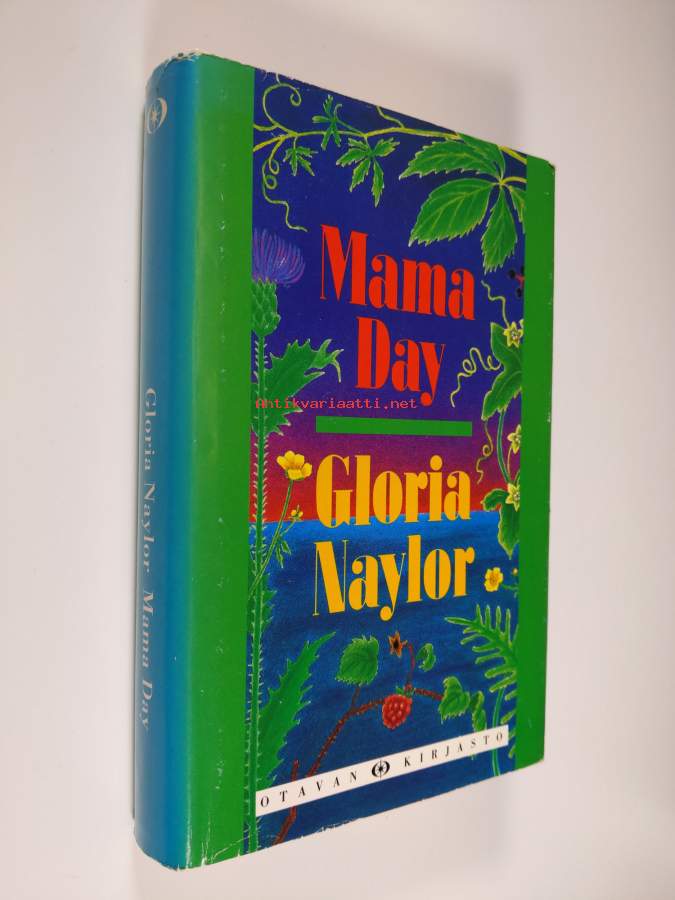 Mama
Day
Antikvariaatti.net
Gloria
Naylor
OTAVAN KIRJASTO
Gloria Naylor Mama Day